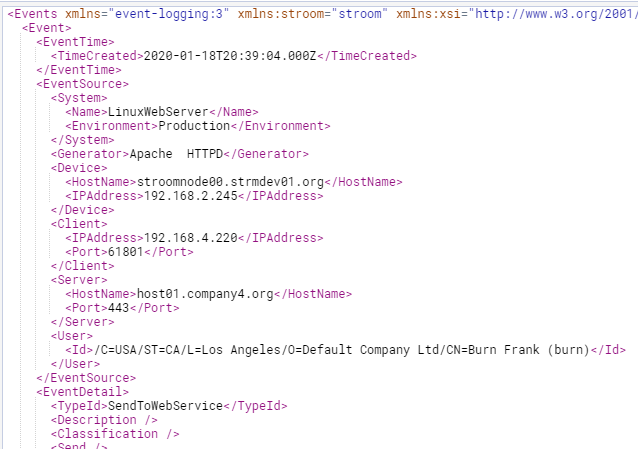 <Events xmlns="event-logging:3" xmlns:stroom="stroom" xmlns:xsi="http://www.w3.org/2001/
<Event>
<EventTime>
<TimeCreated>2020-01-18T20:39:04.000Z</TimeCreated>
</EventTime>
<EventSource>
<System>
<Name>LinuxWebServer</Name>
<Environment>Production</Environment>
</System>
<Generator>Apache  HTTPD</Generator>
<Device>
<HostName>stroomnode00.strmdev01.org</HostName>
<IPAddress>192.168.2.245</IPAddress>
</Device>
<Client>
<IPAddress>192.168.4.220</IPAddress>
<Port>61801</Port>
</Client>
<Server>
<HostName>host01.company4.org</HostName>
<Port>443</Port>
</Server>
<User>
<Id>/C=USA/ST=CA/L=Los Angeles/O=Default Company Ltd/CN=Burn Frank (burn)</Id>
</User>
</EventSource>
<EventDetail>
<TypeId>SendToWebService</TypeId>
<Description />
<Classification />
<Send />